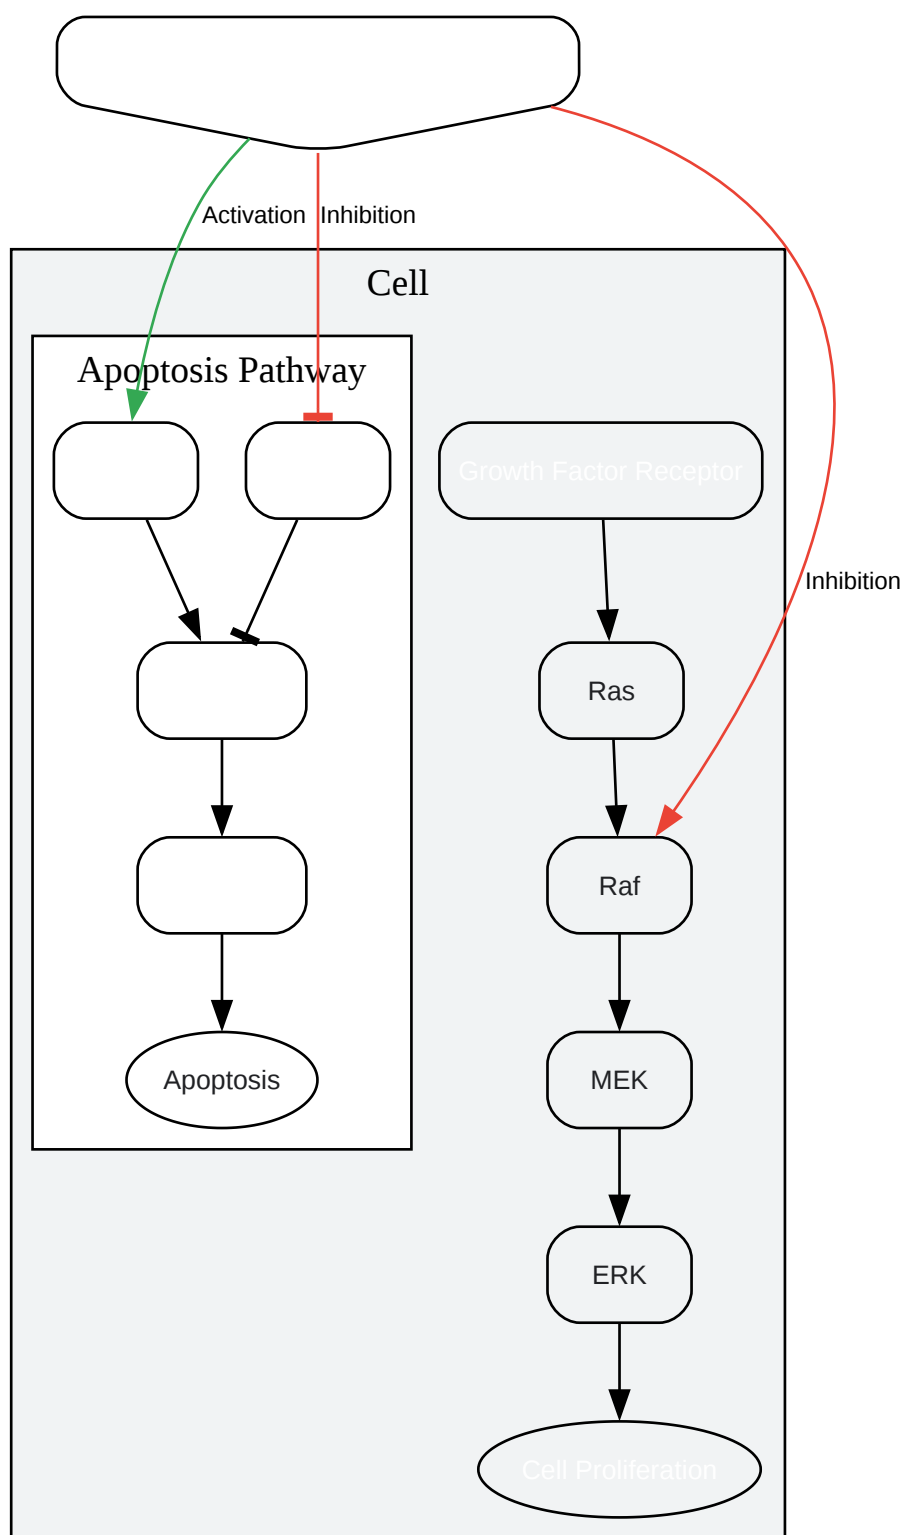 Activation
Inhibition
Cell
Apoptosis Pathway
Growth Factor Receptor
Inhibition
Ras
Raf
Apoptosis
MEK
ERK
Cell Proliferation